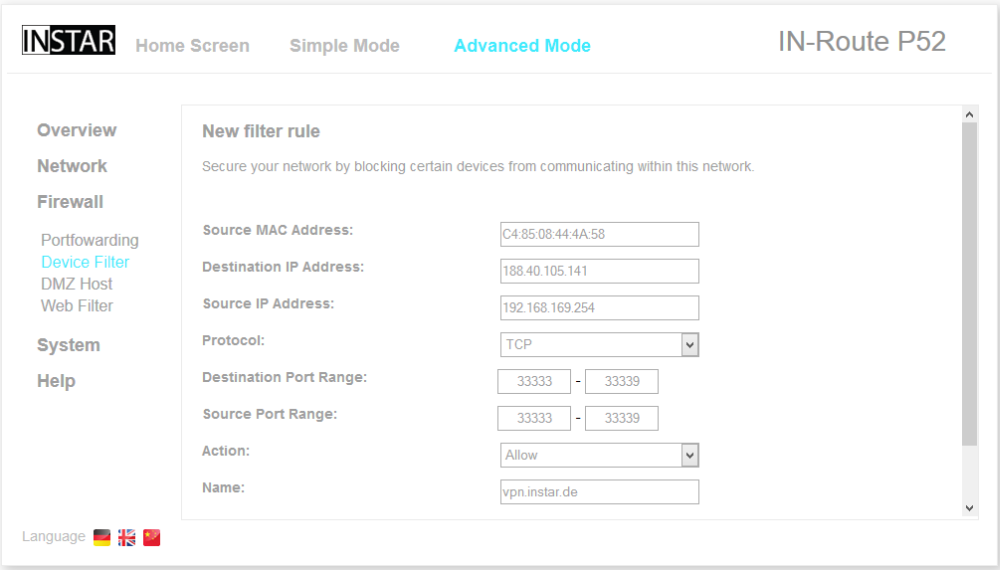 INSTAR Home Screen Simple Mode Advanced Mode IN-Route P52
Overview
Network
Firewall
Portfowarding
Device Filter
DMZ Host
Web Filter
System
Help
New filter rule
Secure your network by blocking certain devices from communicating within this network.
Source MAC Address: C4:85:08:44:4A:58
Destination IP Address: 188.40.105.141
Source IP Address: 192.168.169.254
Protocol: TCP
Destination Port Range: 33333 - 33339
Source Port Range: 33333 - 33339
Action: Allow
Name: vpn.instar.de
Language